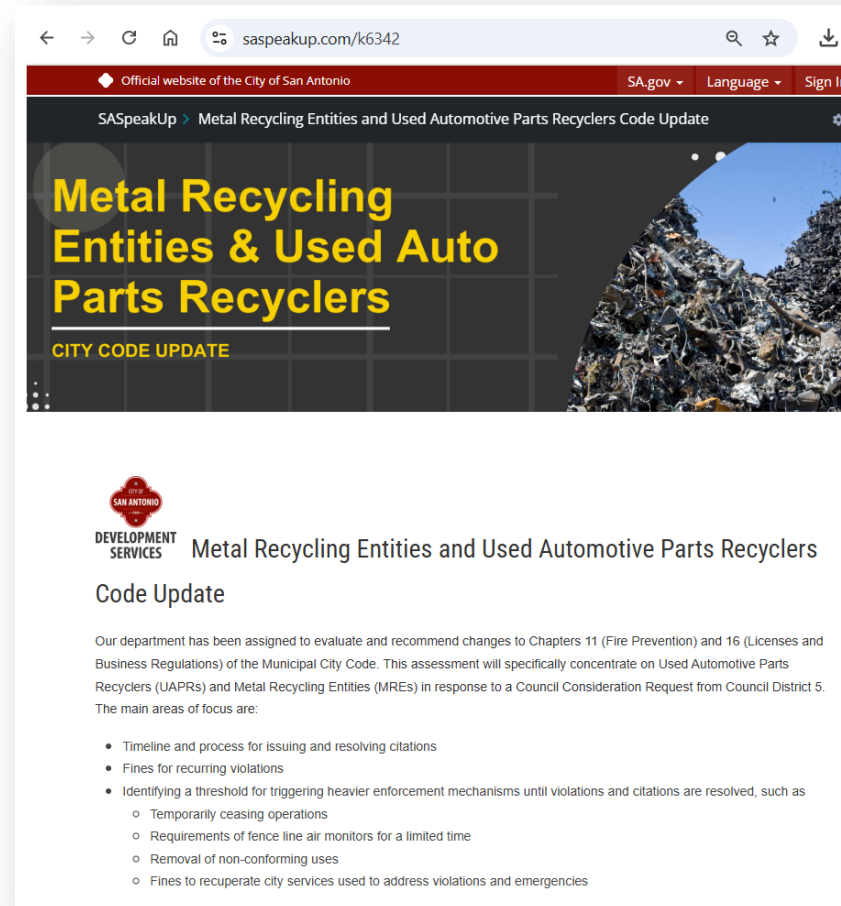 saspeakup.com/k6342
Official website of the City of San Antonio
SA.gov
Language
Sign In
SASpeakUp > Metal Recycling Entities and Used Automotive Parts Recyclers Code Update
Metal Recycling
Entities & Used Auto
Parts Recyclers
CITY CODE UPDATE
CITY OF
SAN ANTONIO
DEVELOPMENT
SERVICES
Metal Recycling Entities and Used Automotive Parts Recyclers
Code Update
Our department has been assigned to evaluate and recommend changes to Chapters 11 (Fire Prevention) and 16 (Licenses and
Business Regulations) of the Municipal City Code. This assessment will specifically concentrate on Used Automotive Parts
Recyclers (UAPRs) and Metal Recycling Entities (MREs) in response to a Council Consideration Request from Council District 5.
The main areas of focus are:
Timeline and process for issuing and resolving citations
Fines for recurring violations
Identifying a threshold for triggering heavier enforcement mechanisms until violations and citations are resolved, such as
Temporarily ceasing operations
Requirements of fence line air monitors for a limited time
Removal of non-conforming uses
Fines to recuperate city services used to address violations and emergencies